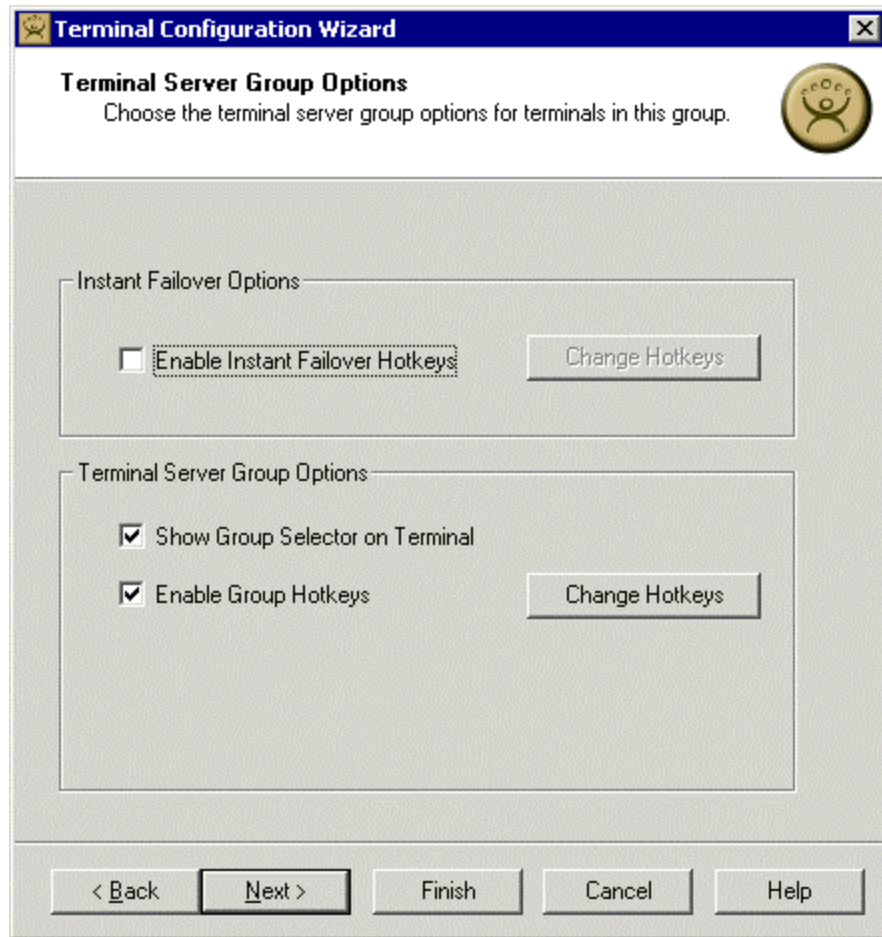 Terminal Configuration Wizard
Terminal Server Group Options
Choose the terminal server group options for terminals in this group.
Instant Failover Options
Enable Instant Failover Hotkeys
Change Hotkeys
Terminal Server Group Options
Show Group Selector on Terminal
Enable Group Hotkeys
Change Hotkeys
< Back
Next >
Finish
Cancel
Help